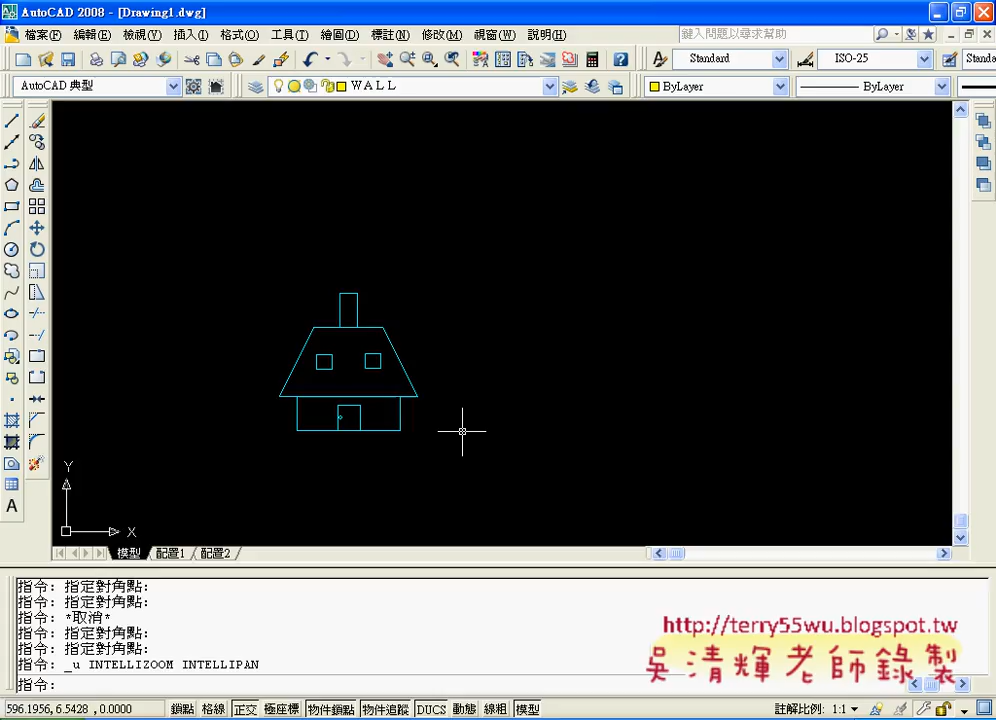 AutoCAD 2008 - [Drawing1.dwg]
檔案(F) 編輯(E) 檢視(V) 插入(I) 格式(O) 工具(T) 繪圖(D) 標註(N) 修改(M) 視窗(W) 說明(H) 鍵入問題以尋求幫助
Standard ISO-25 Standa
AutoCAD 典型 WALL ByLayer ByLayer
Y
X
模型 配置1 配置2
指令: 指定對角點:
指令: 指定對角點:
指令: *取消*
指令: 指定對角點:
指令: 指定對角點:
指令: _u INTELLIZOOM INTELLIPAN
指令:
http://terry55wu.blogspot.tw
吳清輝老師錄製
596.1956, 6.5428 , 0.0000 鎖點 格線 正交 極座標 物件鎖點 物件追蹤 DUCS 動態 線粗 模型 註解比例: 1:1